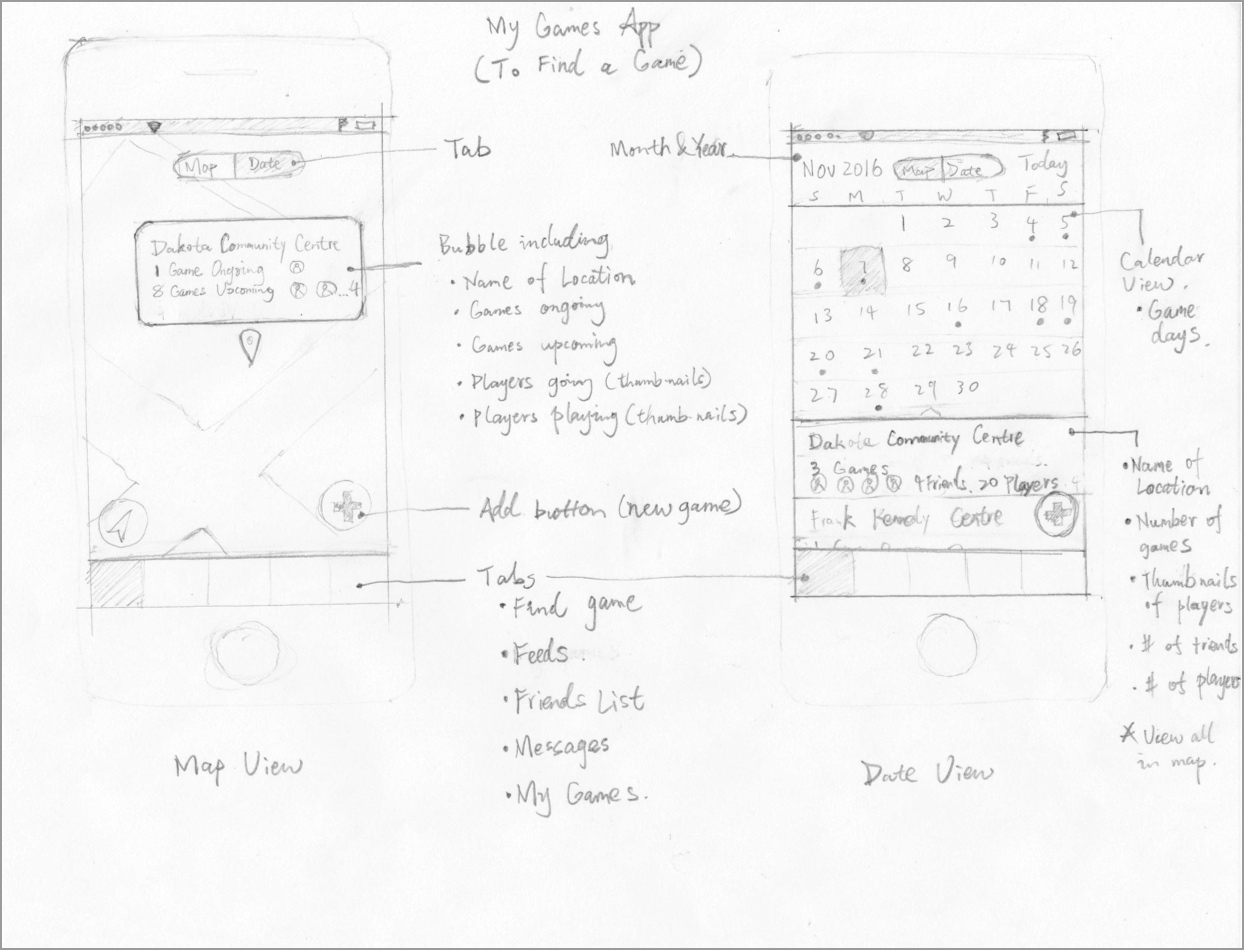 My Games App
(To Find a Game)
Map Date
Tab
Dakota Community Centre
1 Game Ongoing
8 Games Upcoming ...4
Bubble including
• Name of Location
• Games ongoing
• Games upcoming
• Players going (thumb-nails)
• Players playing (thumb-nails)
Add button (new game)
Tabs
• Find game
• Feeds.
• Friends List
• Messages
• My Games.
Map View
Month & Year
Nov 2016 Map Date Today
S M T W T F S
1 2 3 4 5
6 7 8 9 10 11 12
13 14 15 16 17 18 19
20 21 22 23 24 25 26
27 28 29 30
Dakota Community Centre
3 Games
4 Friends, 20 Players
Frank Kennedy Centre
Calendar
View.
• Game
days.
• Name of
Location
• Number of
games
• Thumbnails
of players
• # of friends
• # of players
* View all
in map.
Date View